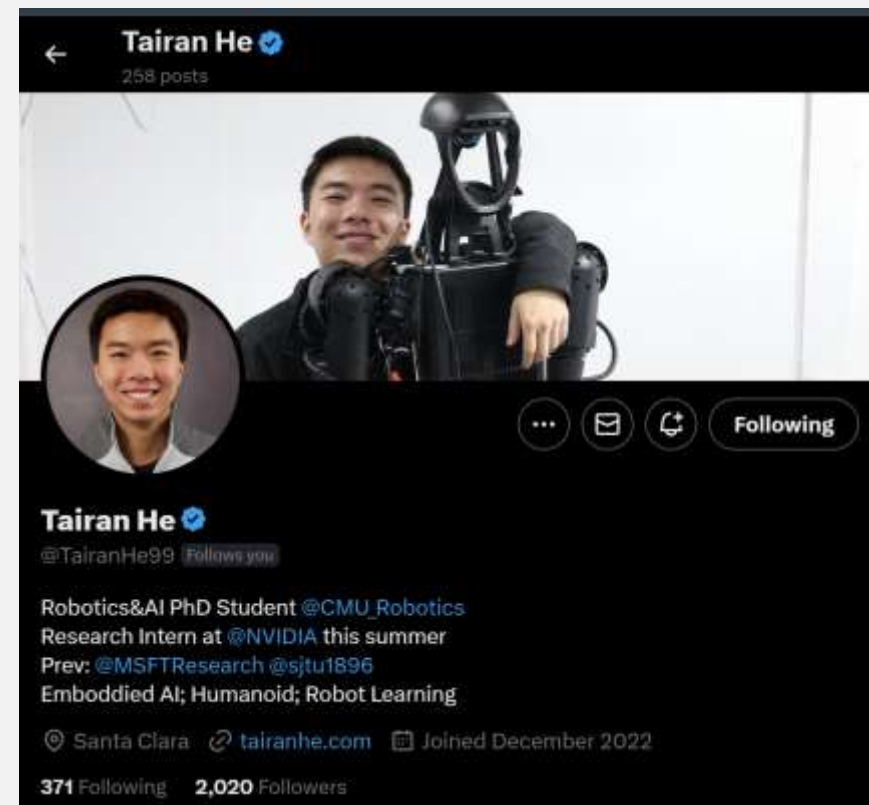 Tairan He
258 posts
Following
Tairan He
@TairanHe99 Follows you
Robotics&AI PhD Student @CMU_Robotics
Research Intern at @NVIDIA this summer
Prev: @MSFTResearch @sjtu1896
Emboddied AI; Humanoid; Robot Learning
Santa Clara tairanhe.com Joined December 2022
371 Following 2,020 Followers